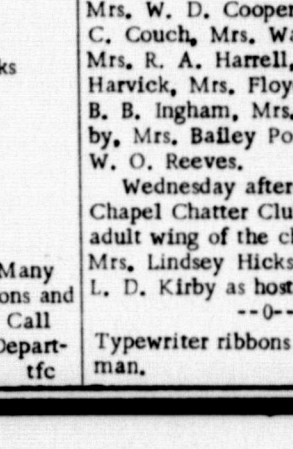 ks
Many
ons and
Call
Depart-
tfc
Mrs. W. D. Cooper
C. Couch, Mrs. Wa
Mrs. R. A. Harrell,
Harvick, Mrs. Floy
B. B. Ingham, Mrs.
by, Mrs. Bailey Po
W. O. Reeves.
Wednesday after
Chapel Chatter Clu
adult wing of the c
Mrs. Lindsey Hicks
L. D. Kirby as host
--0--
Typewriter ribbons
man.